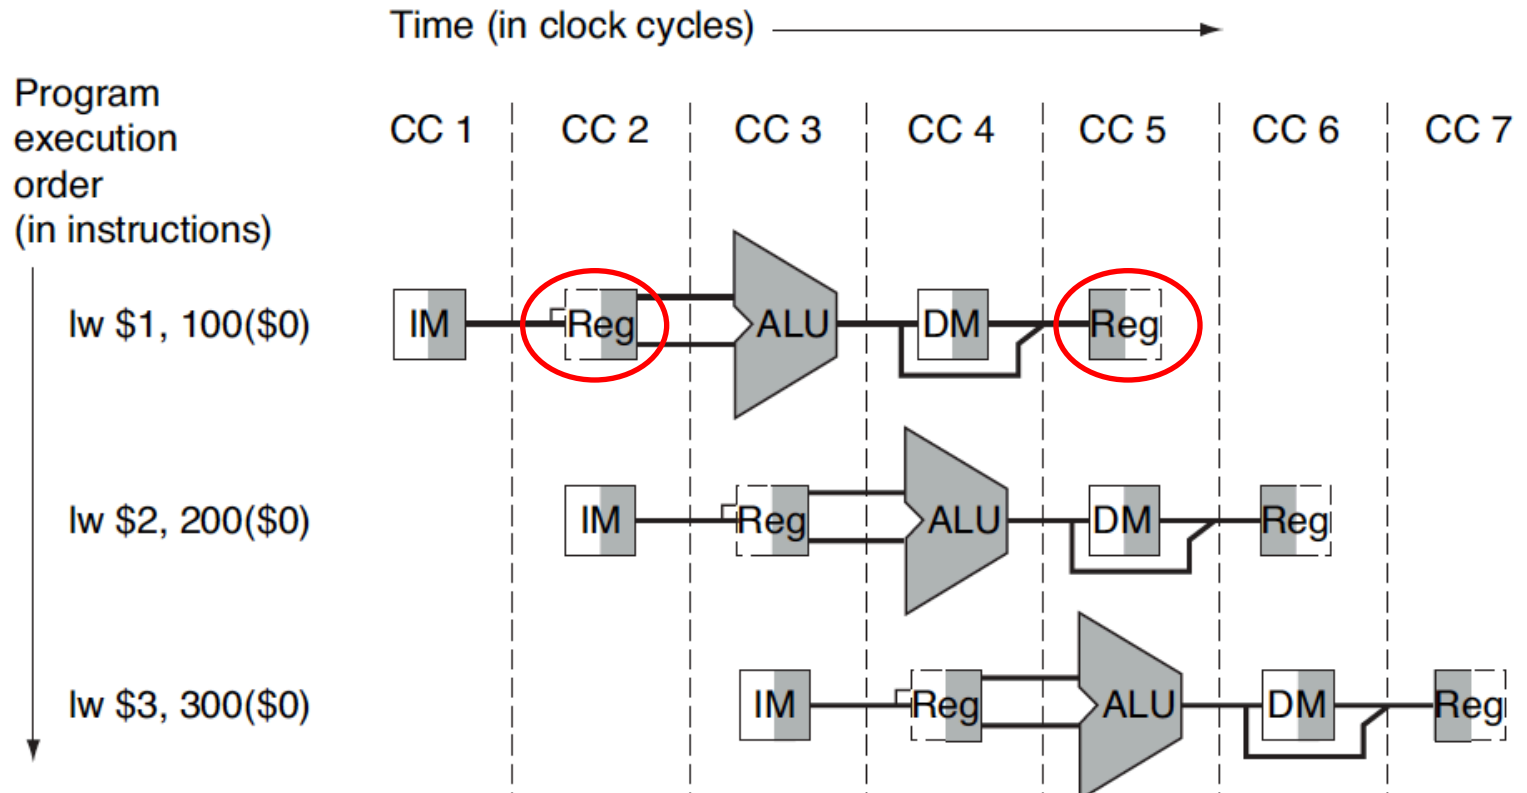 Time (in clock cycles)
Program
execution
order
(in instructions)
CC 1 CC 2 CC 3 CC 4 CC 5 CC 6 CC 7
lw $1, 100($0) IM Reg ALU DM Reg
lw $2, 200($0) IM Reg ALU DM Reg
lw $3, 300($0) IM Reg ALU DM Reg